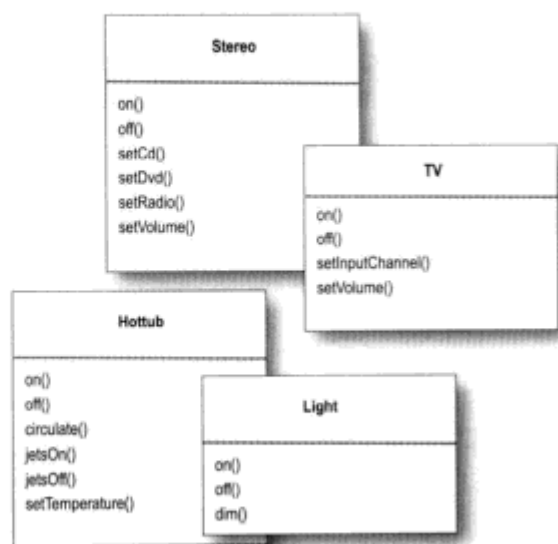 Stereo
on()
off()
setCd()
setDvd()
setRadio()
setVolume()
TV
on()
off()
setInputChannel()
setVolume()
Hottub
on()
off()
circulate()
jetsOn()
jetsOff()
setTemperature()
Light
on()
off()
dim()